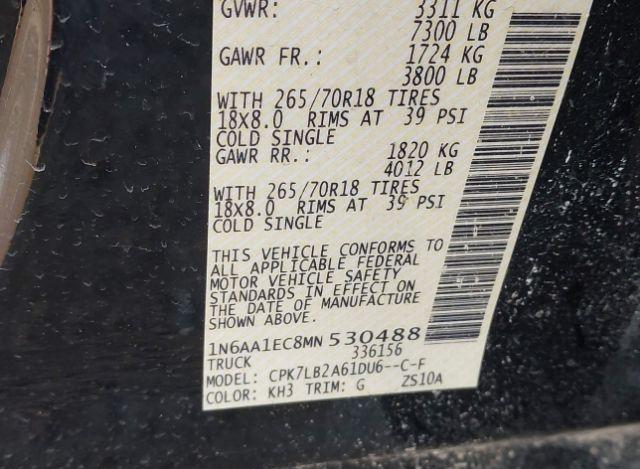 GVWR: 3311 KG
7300 LB
GAWR FR.: 1724 KG
3800 LB
WITH 265/70R18 TIRES
18X8.0 RIMS AT 39 PSI
COLD SINGLE
GAWR RR.: 1820 KG
4012 LB
WITH 265/70R18 TIRES
18X8.0 RIMS AT 39 PSI
COLD SINGLE
THIS VEHICLE CONFORMS TO
ALL APPLICABLE FEDERAL
MOTOR VEHICLE SAFETY
STANDARDS IN EFFECT ON
THE DATE OF MANUFACTURE
SHOWN ABOVE.
1N6AA1EC8MN530488
TRUCK 336156
MODEL: CPK7LB2A61DU6--C-F
COLOR: KH3 TRIM: G ZS10A